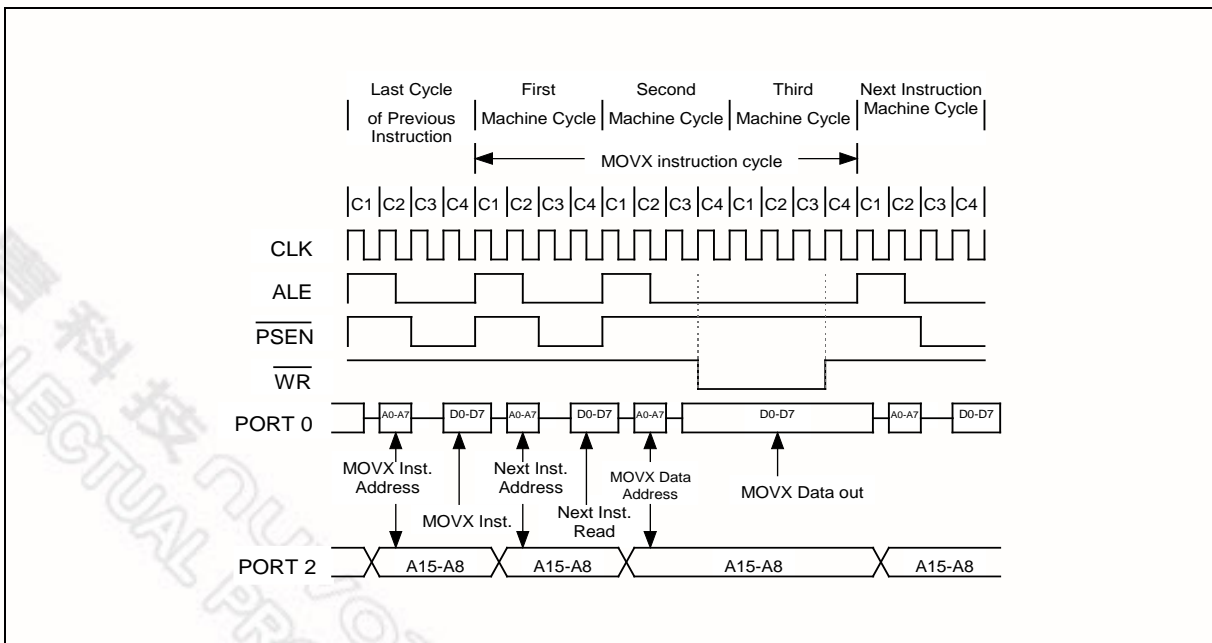 Last Cycle
of Previous
Instruction
First
Machine Cycle
Second
Machine Cycle
Third
Machine Cycle
Next Instruction
Machine Cycle
MOVX instruction cycle
C1 C2 C3 C4 C1 C2 C3 C4 C1 C2 C3 C4 C1 C2 C3 C4 C1 C2 C3 C4
CLK
ALE
PSEN
WR
PORT 0
A0-A7 D0-D7 A0-A7 D0-D7 A0-A7 D0-D7 A0-A7 D0-D7
MOVX Inst.
Address
MOVX Inst.
Next Inst.
Address
Next Inst.
Read
MOVX Data
Address
MOVX Data out
PORT 2
A15-A8 A15-A8 A15-A8 A15-A8